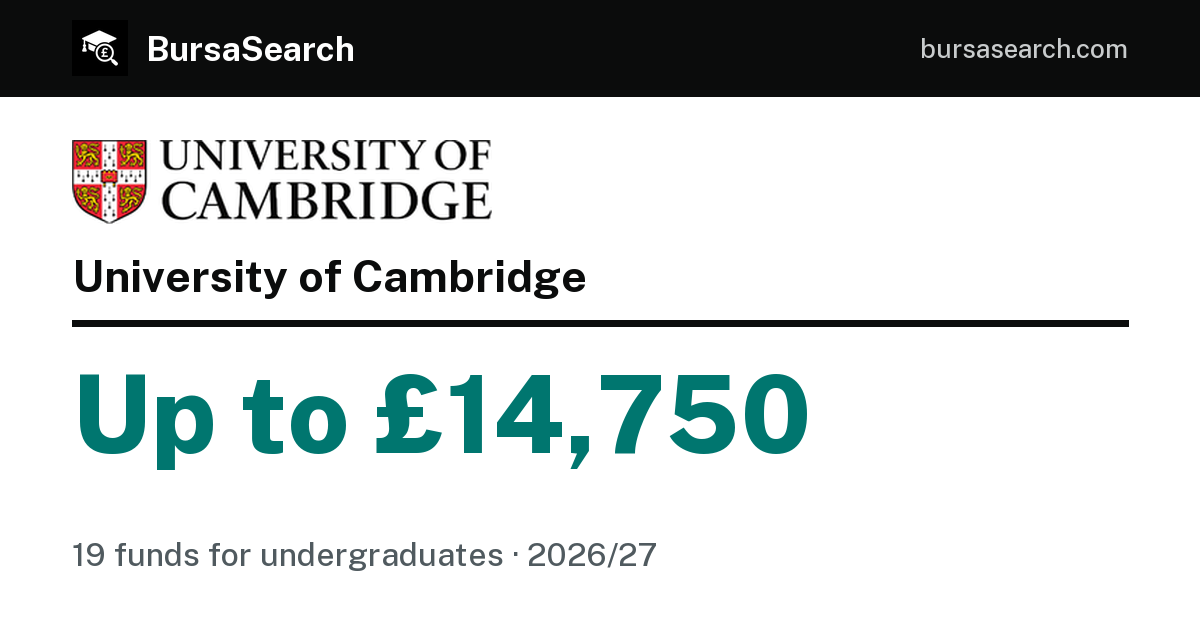 BursaSearch
bursasearch.com
UNIVERSITY OF
CAMBRIDGE
University of Cambridge
Up to £14,750
19 funds for undergraduates · 2026/27